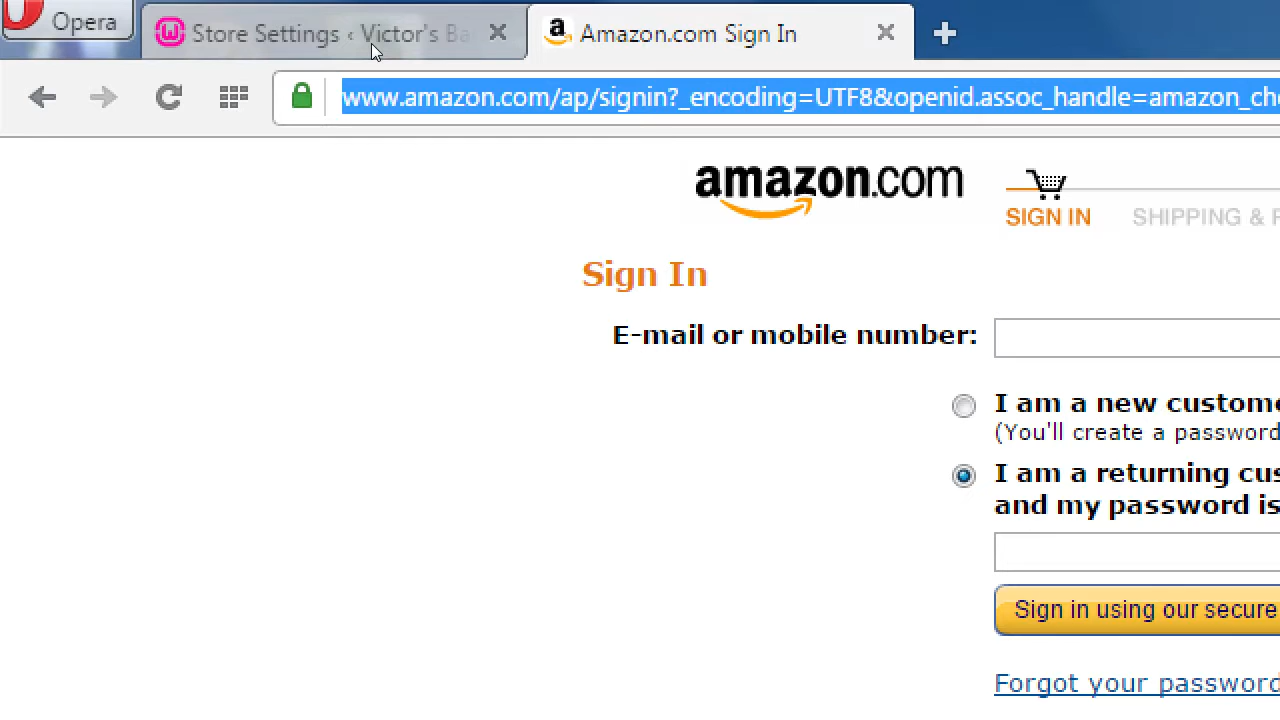 Opera
Store Settings ‹ Victor's Ba
Amazon.com Sign In
www.amazon.com/ap/signin?_encoding=UTF8&openid.assoc_handle=amazon_che
amazon.com
SIGN IN
SHIPPING &
Sign In
E-mail or mobile number:
I am a new custome
(You'll create a password
I am a returning cus
and my password is
Sign in using our secure
Forgot your password